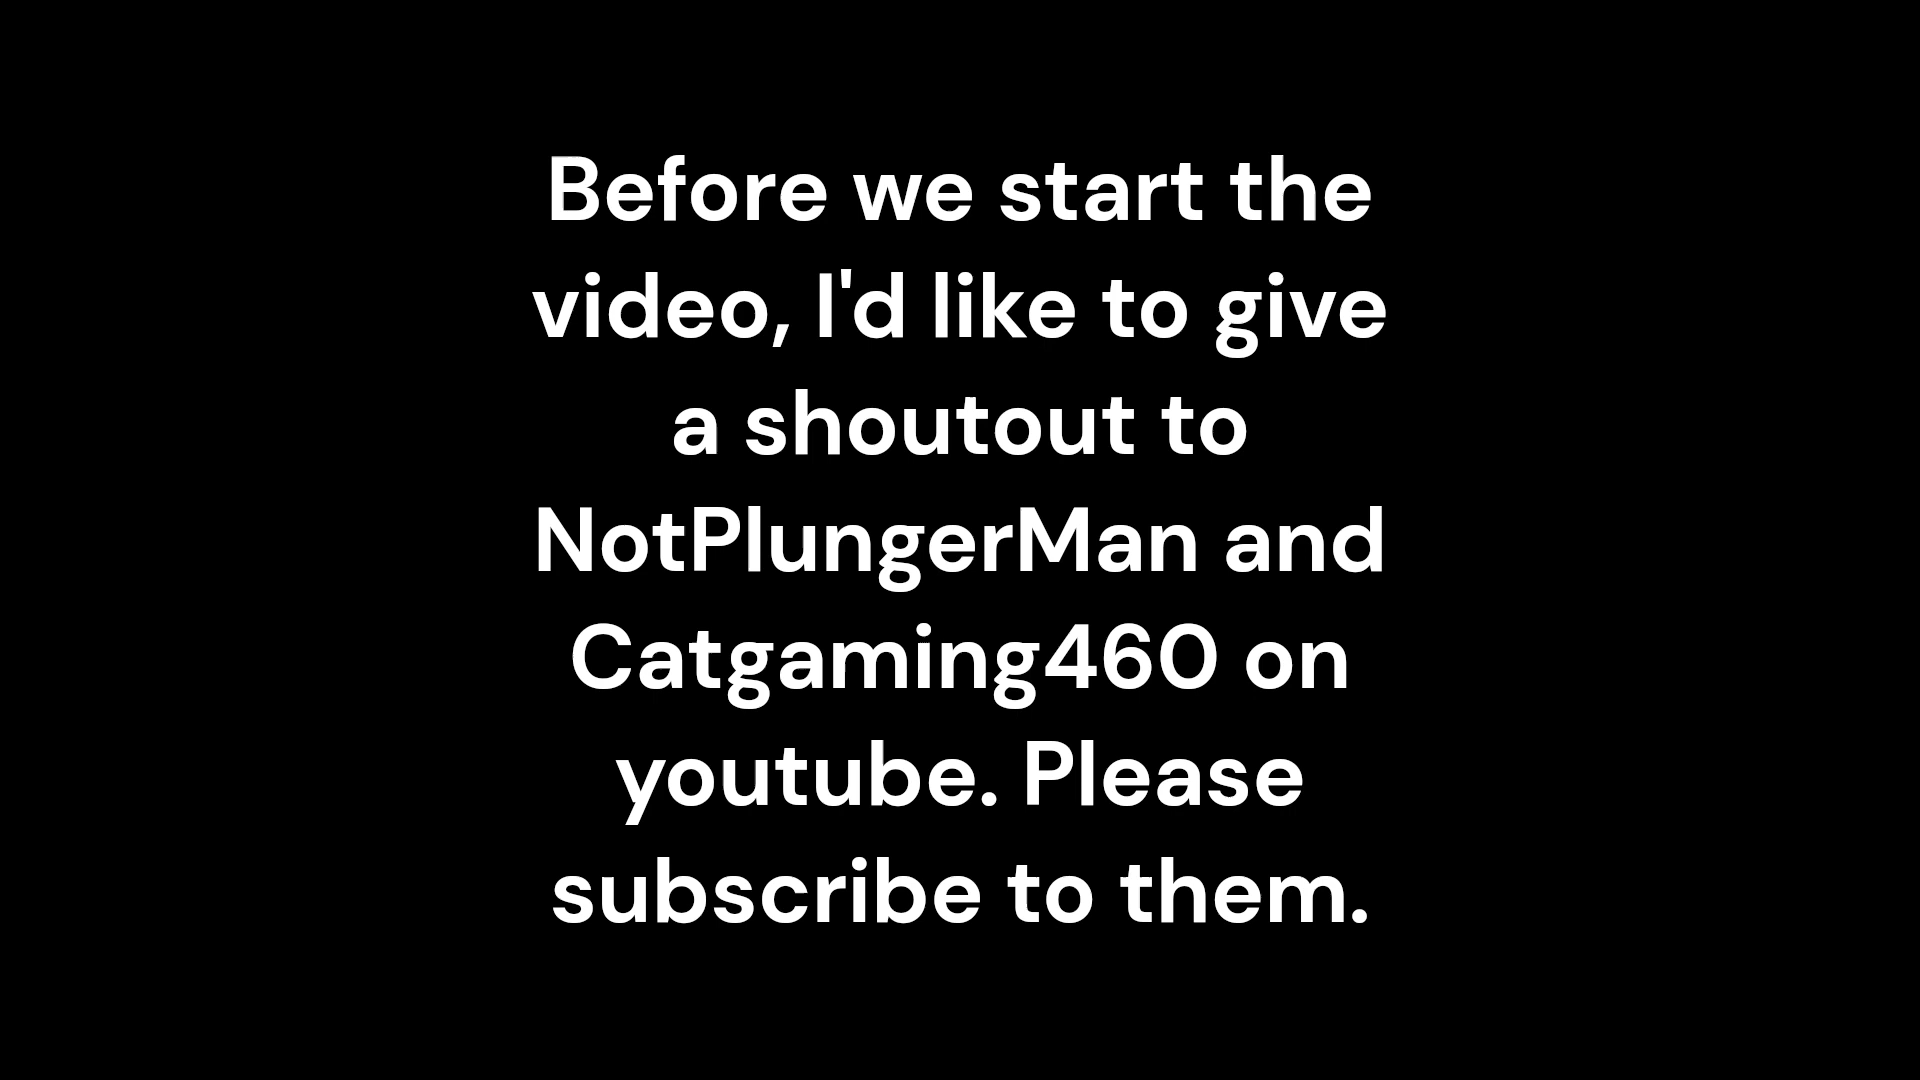 Before we start the
video, I'd like to give
a shoutout to
NotPlungerMan and
Catgaming460 on
youtube. Please
subscribe to them.